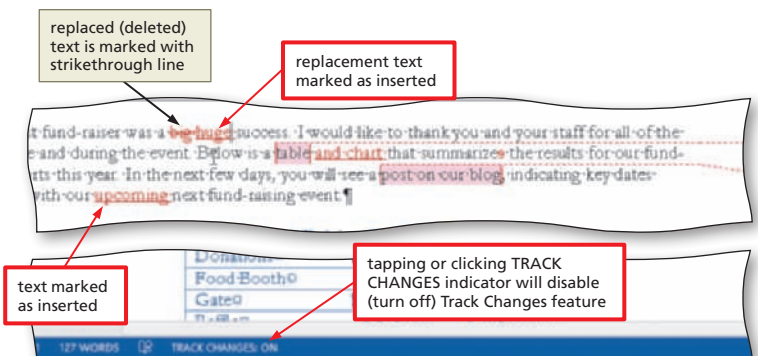 replaced (deleted)
text is marked with
strikethrough line
replacement text
marked as inserted
t fund-raiser was a big huge success. I would like to thank you and your staff for all of the
e and during the event. Below is a table and chart that summarizes the results for our fund-
rts this year. In the next few days, you will see a post on our blog, indicating key dates
with our upcoming next fund-raising event.¶
text marked
as inserted
Donations
Food Booth
Gate
tapping or clicking TRACK
CHANGES indicator will disable
(turn off) Track Changes feature
127 WORDS TRACK CHANGES: ON